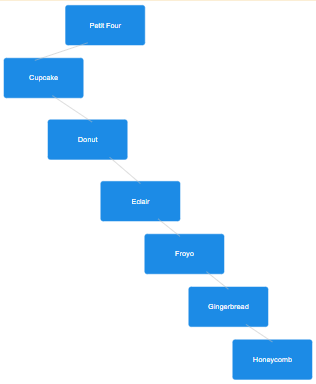 Petit Four
Cupcake
Donut
Eclair
Froyo
Gingerbread
Honeycomb